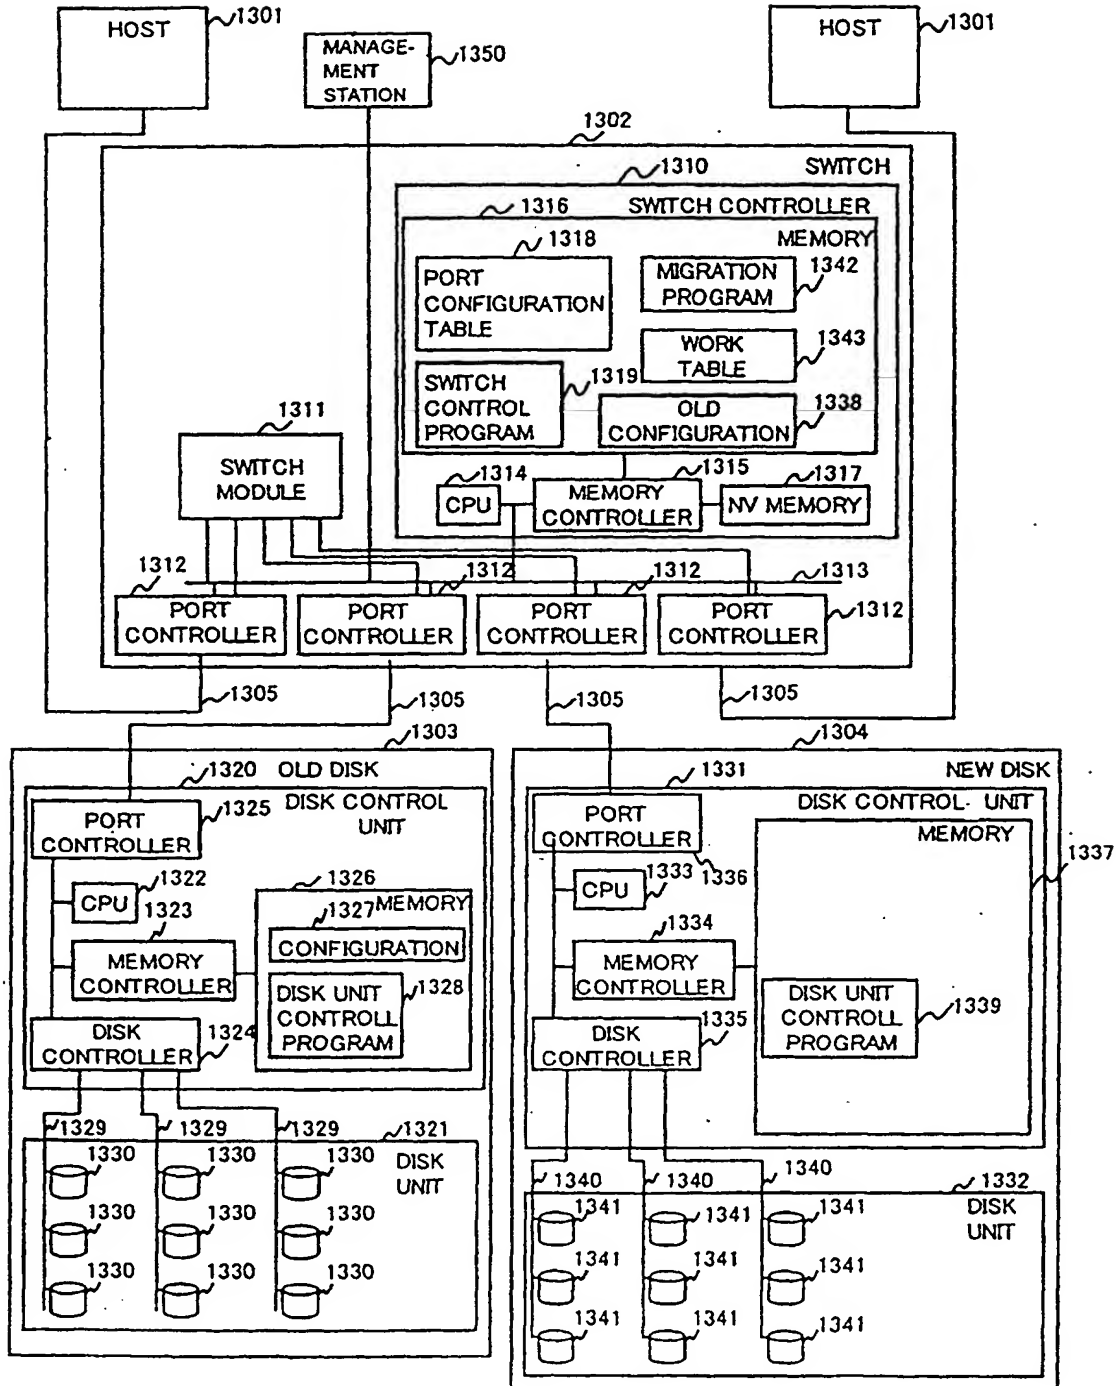 HOST
1301
MANAGE-
MENT
STATION
1350
HOST
1301
1302
SWITCH
1310
SWITCH CONTROLLER
1316
MEMORY
1318
PORT
CONFIGURATION
TABLE
MIGRATION
PROGRAM
1342
WORK
TABLE
1343
SWITCH
CONTROL
PROGRAM
1319
OLD
CONFIGURATION
1338
1311
SWITCH
MODULE
1314
CPU
1315
MEMORY
CONTROLLER
1317
NV MEMORY
1312
1312
1312
1313
PORT
CONTROLLER
PORT
CONTROLLER
PORT
CONTROLLER
PORT
CONTROLLER
1312
1305
1305
1305
1305
1303
OLD DISK
1320
DISK CONTROL
UNIT
1325
PORT
CONTROLLER
1322
CPU
1323
MEMORY
CONTROLLER
1326
MEMORY
1327
CONFIGURATION
DISK UNIT
CONTROLL
PROGRAM
1328
DISK
CONTROLLER
1324
1329
1329
1329
1321
DISK
UNIT
1330
1330
1330
1330
1330
1330
1330
1330
1330
1304
NEW DISK
1331
DISK CONTROL- UNIT
PORT
CONTROLLER
1336
MEMORY
1337
1333
CPU
1334
MEMORY
CONTROLLER
DISK UNIT
CONTROLL
PROGRAM
1339
1335
DISK
CONTROLLER
1340
1340
1340
1332
DISK
UNIT
1341
1341
1341
1341
1341
1341
1341
1341
1341